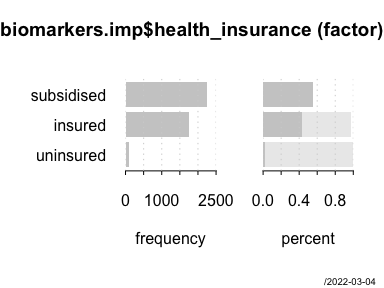 biomarkers.imp$health_insurance (factor)
subsidised
insured
uninsured
0 1000 2500 0.0 0.4 0.8
frequency percent
/2022-03-04